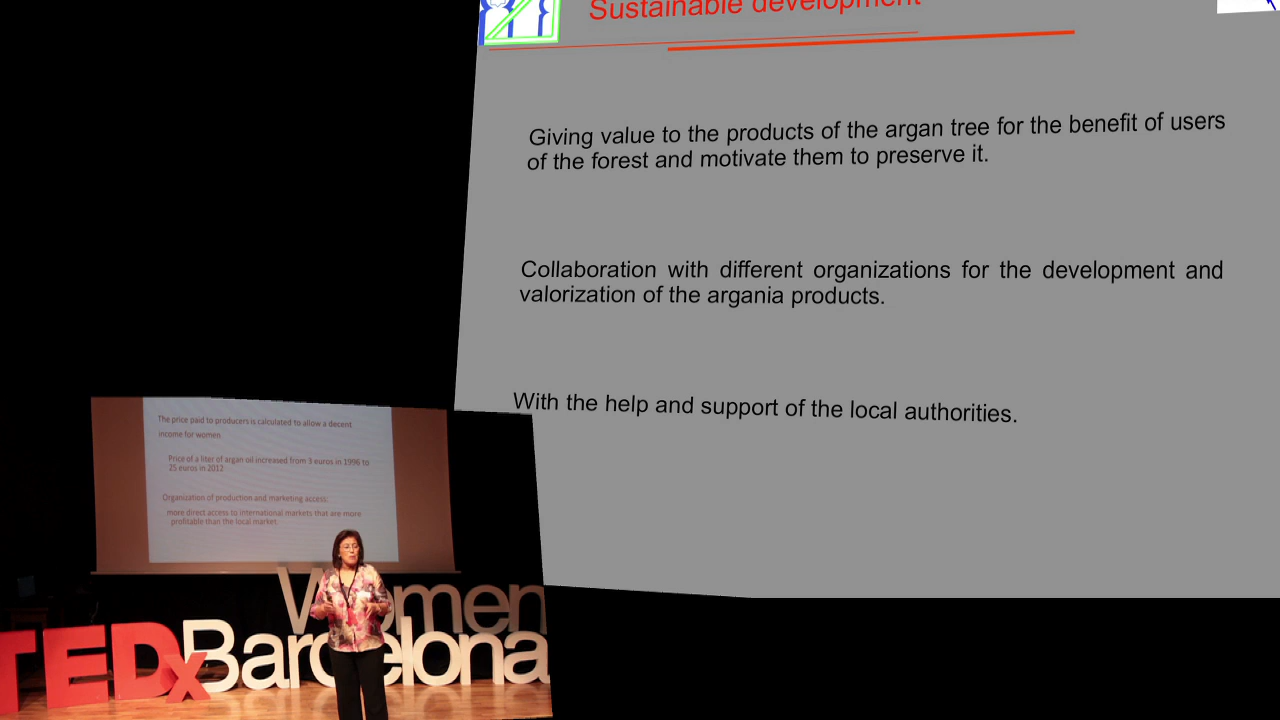 Sustainable development
Giving value to the products of the argan tree for the benefit of users
of the forest and motivate them to preserve it.
Collaboration with different organizations for the development and
valorization of the argania products.
With the help and support of the local authorities.
The price paid to producers is calculated to allow a decent
income for women
Price of a liter of argan oil increased from 3 euros in 1996 to
25 euros in 2012
Organization of production and marketing access:
more direct access to international markets that are more
profitable than the local market.
Women
TEDxBarcelona